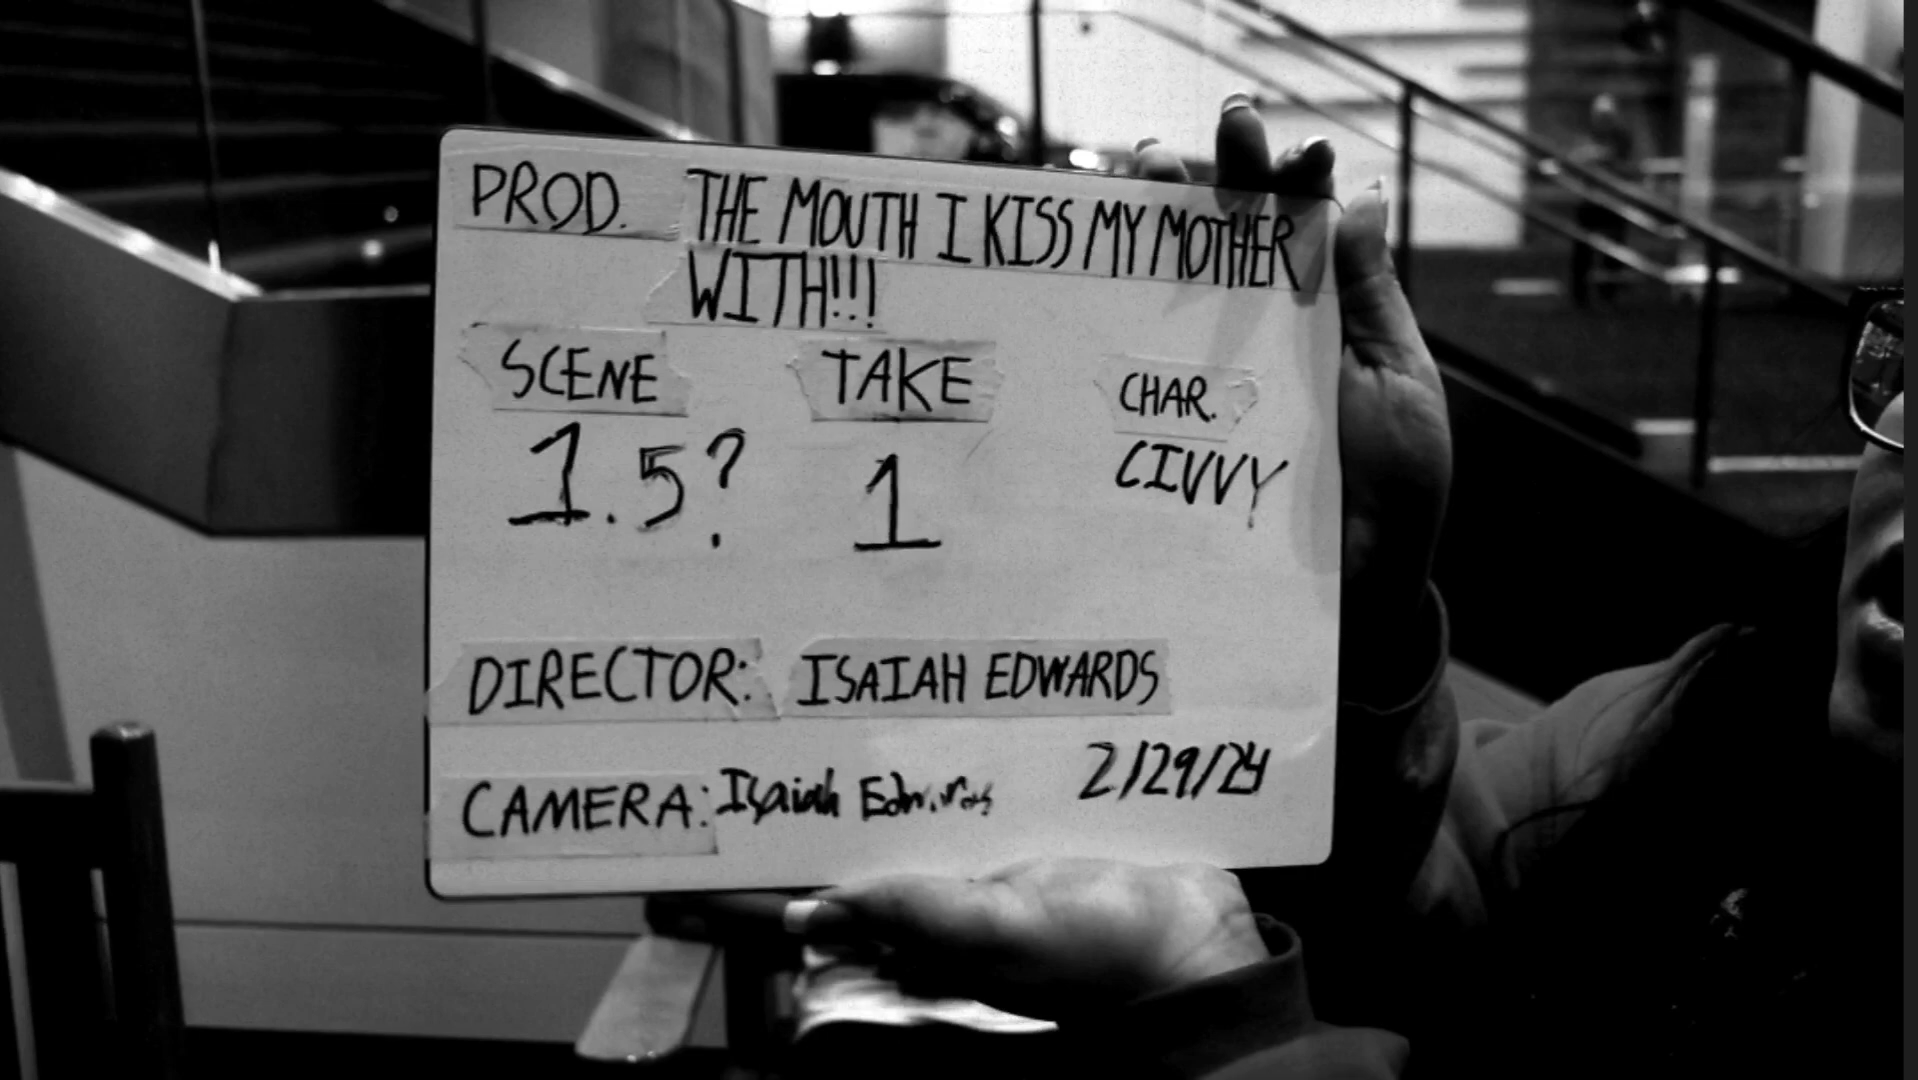 PROD. THE MOUTH I KISS MY MOTHER
WITH!!!
SCENE TAKE CHAR.
1.5? 1 CIVVY
DIRECTOR: ISAIAH EDWARDS
CAMERA: Isaiah Edwards 2/29/24